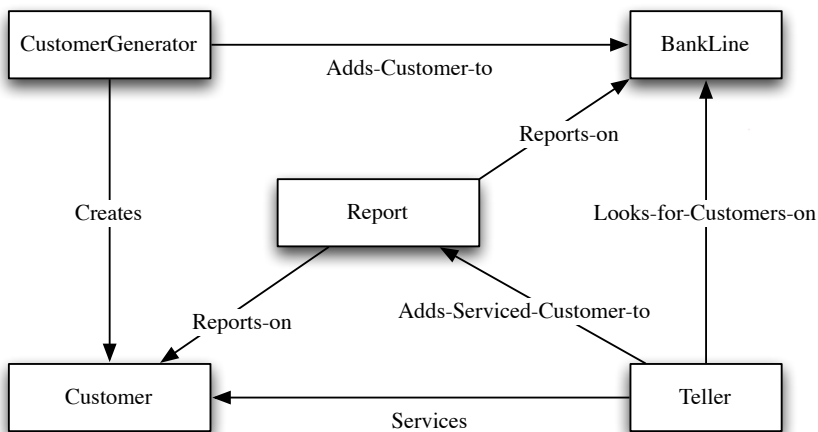 CustomerGenerator
BankLine
Adds-Customer-to
Reports-on
Creates
Report
Looks-for-Customers-on
Adds-Serviced-Customer-to
Reports-on
Customer
Teller
Services